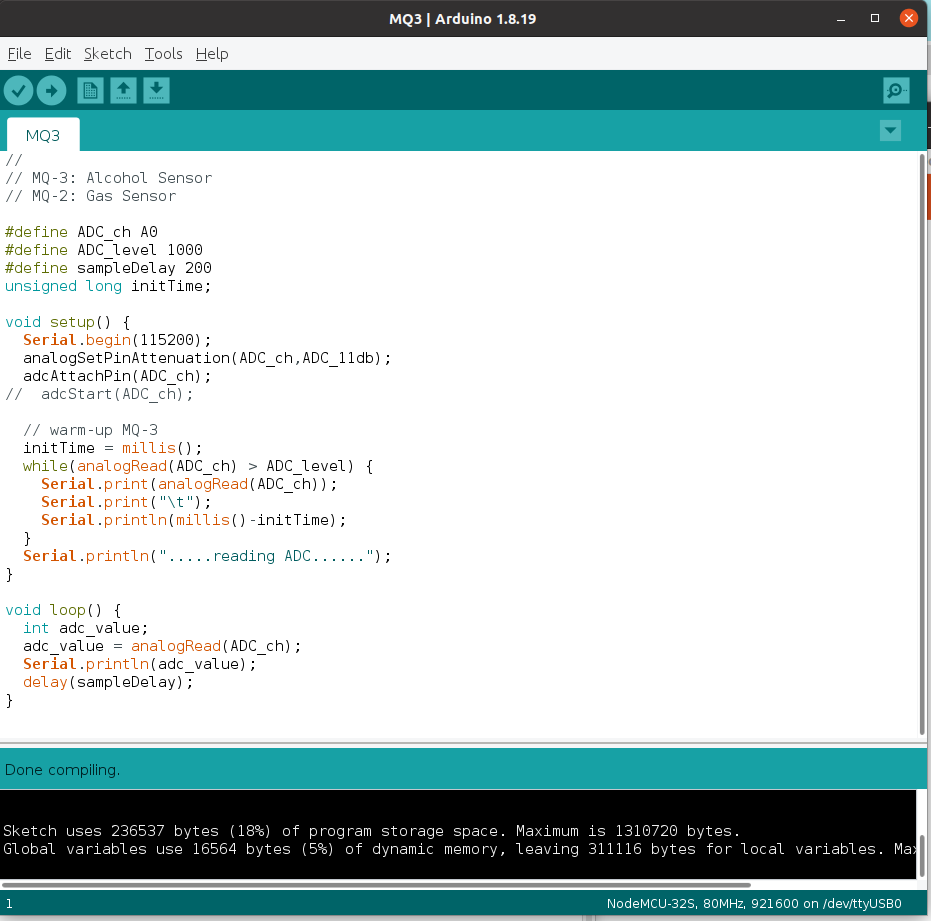 MQ3 | Arduino 1.8.19
File Edit Sketch Tools Help
MQ3
//
// MQ-3: Alcohol Sensor
// MQ-2: Gas Sensor
#define ADC_ch A0
#define ADC_level 1000
#define sampleDelay 200
unsigned long initTime;
void setup() {
  Serial.begin(115200);
  analogSetPinAttenuation(ADC_ch,ADC_11db);
  adcAttachPin(ADC_ch);
//  adcStart(ADC_ch);
  // warm-up MQ-3
  initTime = millis();
  while(analogRead(ADC_ch) > ADC_level) {
    Serial.print(analogRead(ADC_ch));
    Serial.print("\t");
    Serial.println(millis()-initTime);
  }
  Serial.println(".....reading ADC......");
}
void loop() {
  int adc_value;
  adc_value = analogRead(ADC_ch);
  Serial.println(adc_value);
  delay(sampleDelay);
}
Done compiling.
Sketch uses 236537 bytes (18%) of program storage space. Maximum is 1310720 bytes.
Global variables use 16564 bytes (5%) of dynamic memory, leaving 311116 bytes for local variables. Max
1 NodeMCU-32S, 80MHz, 921600 on /dev/ttyUSB0